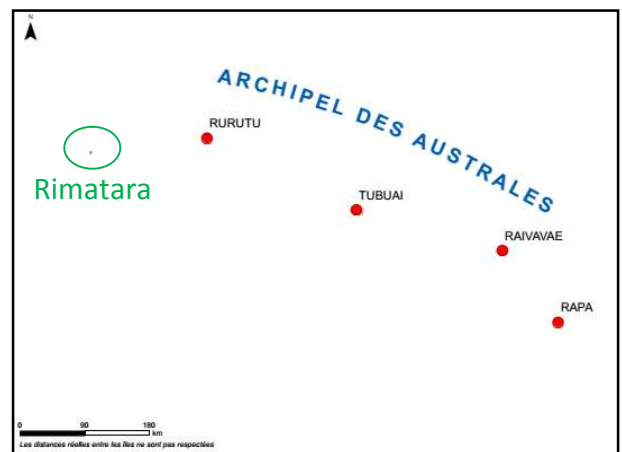 N
ARCHIPEL DES AUSTRALES
RURUTU
Rimatara
TUBUAI
RAIVAVAE
RAPA
0 90 180
km
Les distances réelles entre les îles ne sont pas respectées